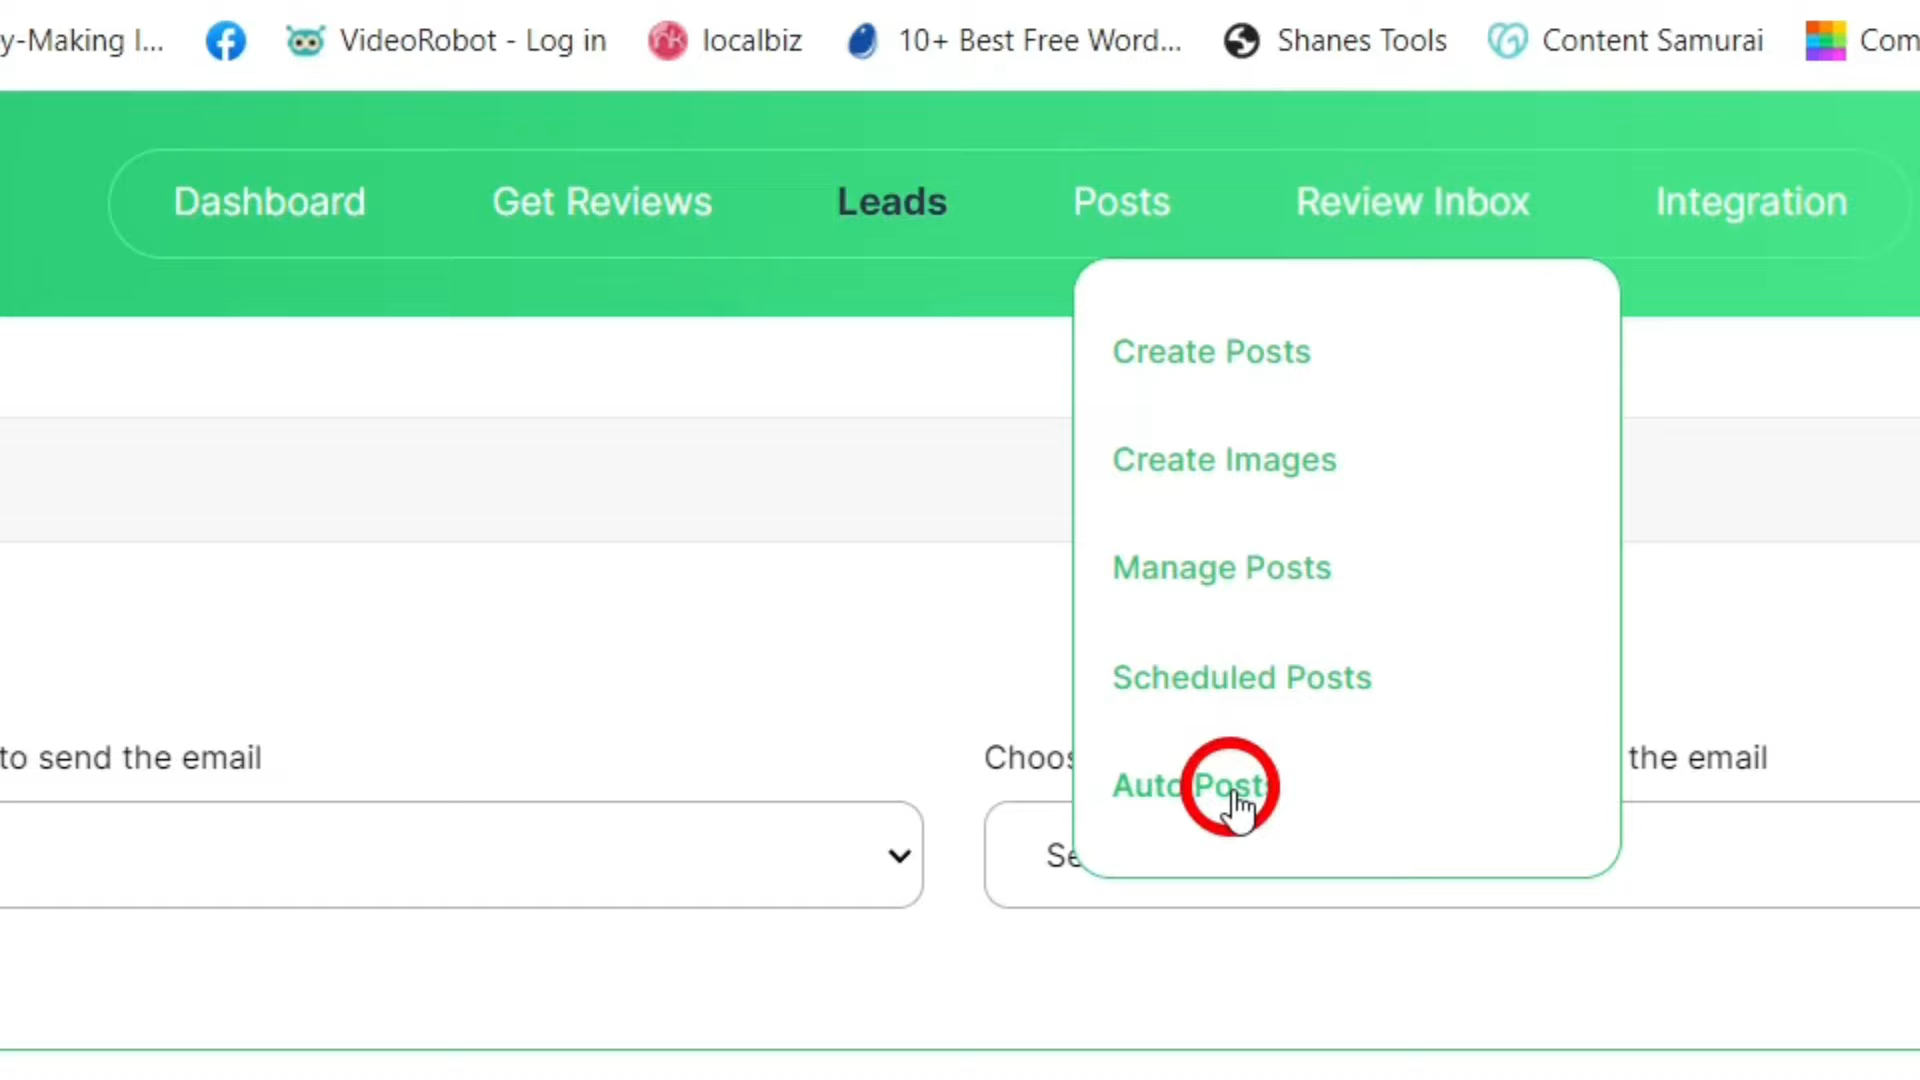 y-Making I...
VideoRobot - Log in
localbiz
10+ Best Free Word...
Shanes Tools
Content Samurai
Com
Dashboard
Get Reviews
Leads
Posts
Review Inbox
Integration
Create Posts
Create Images
Manage Posts
Scheduled Posts
Auto Posts
to send the email
Choos
the email
Se